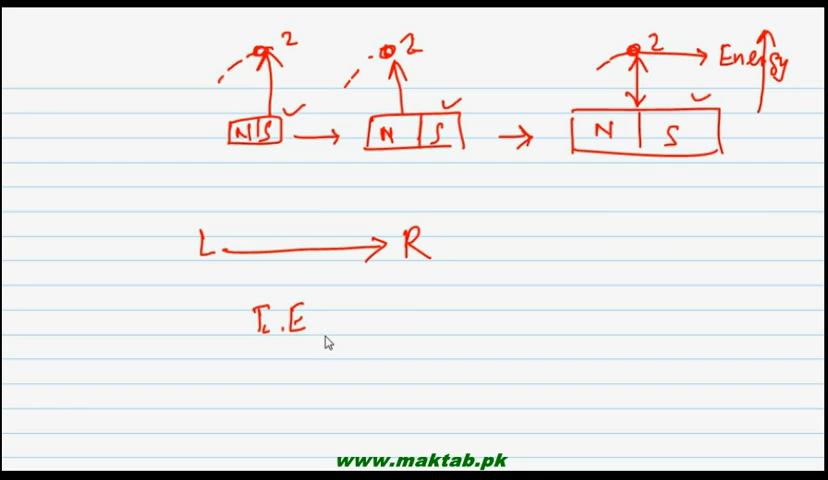 2 2 2 Energy
N S N S N S
L R
I.E
www.maktab.pk